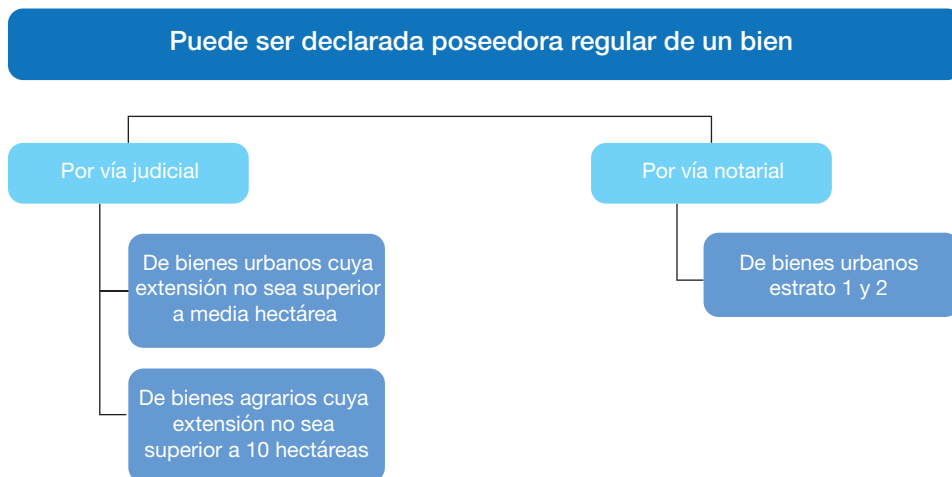 Puede ser declarada poseedora regular de un bien
Por vía judicial
De bienes urbanos cuya
extensión no sea superior
a media hectárea
De bienes agrarios cuya
extensión no sea
superior a 10 hectáreas
Por vía notarial
De bienes urbanos
estrato 1 y 2